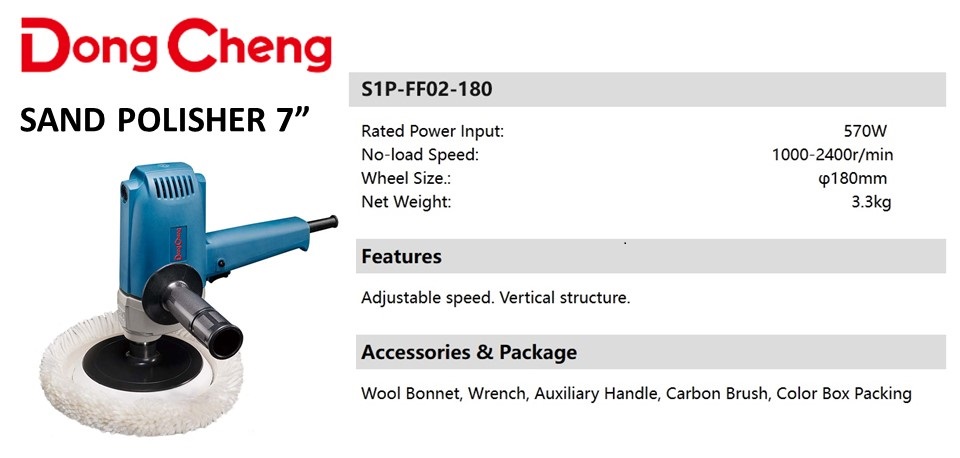 Dong Cheng
SAND POLISHER 7”
S1P-FF02-180
Rated Power Input: 570W
No-load Speed: 1000-2400r/min
Wheel Size.: φ180mm
Net Weight: 3.3kg
Features
Adjustable speed. Vertical structure.
Accessories & Package
Wool Bonnet, Wrench, Auxiliary Handle, Carbon Brush, Color Box Packing
DongCheng